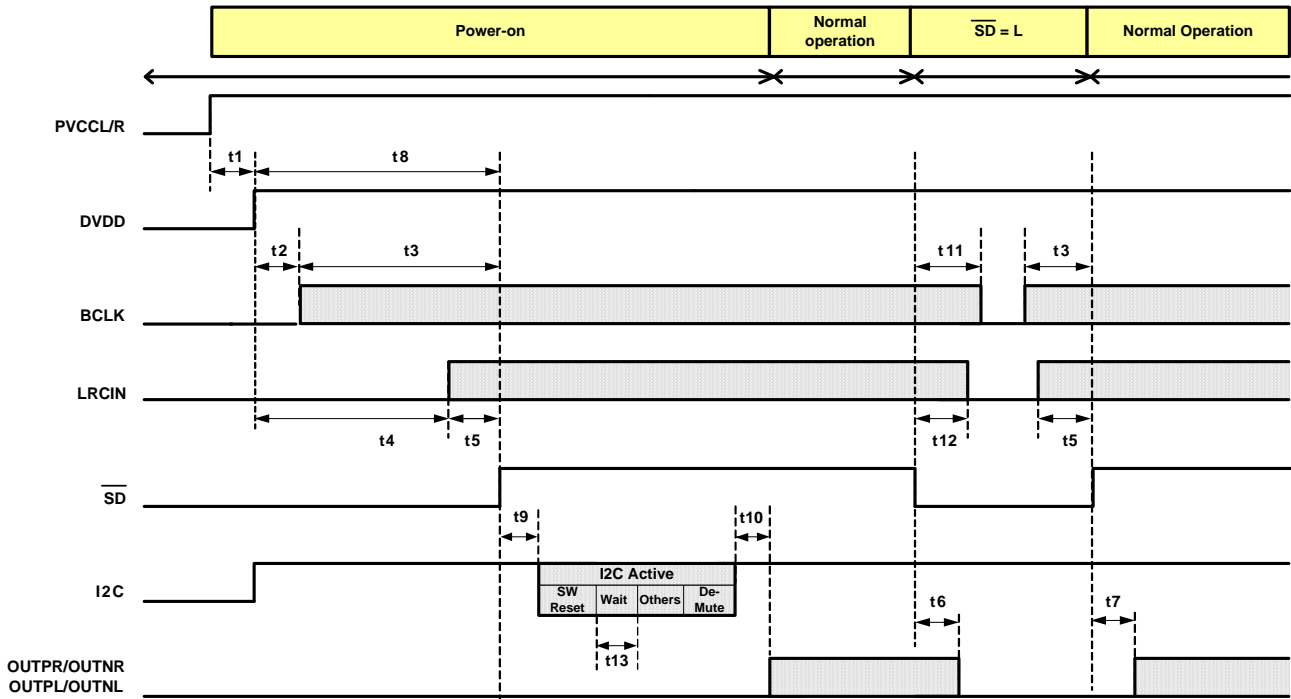 Power-on
Normal
operation
S̅D̅ = L
Normal Operation
PVCCL/R
t1
t8
DVDD
t2
t3
t11
t3
BCLK
LRCIN
t4
t5
t12
t5
S̅D̅
t9
t10
I2C
I2C Active
SW
Reset
Wait
Others
De-
Mute
t6
t7
t13
OUTPR/OUTNR
OUTPL/OUTNL